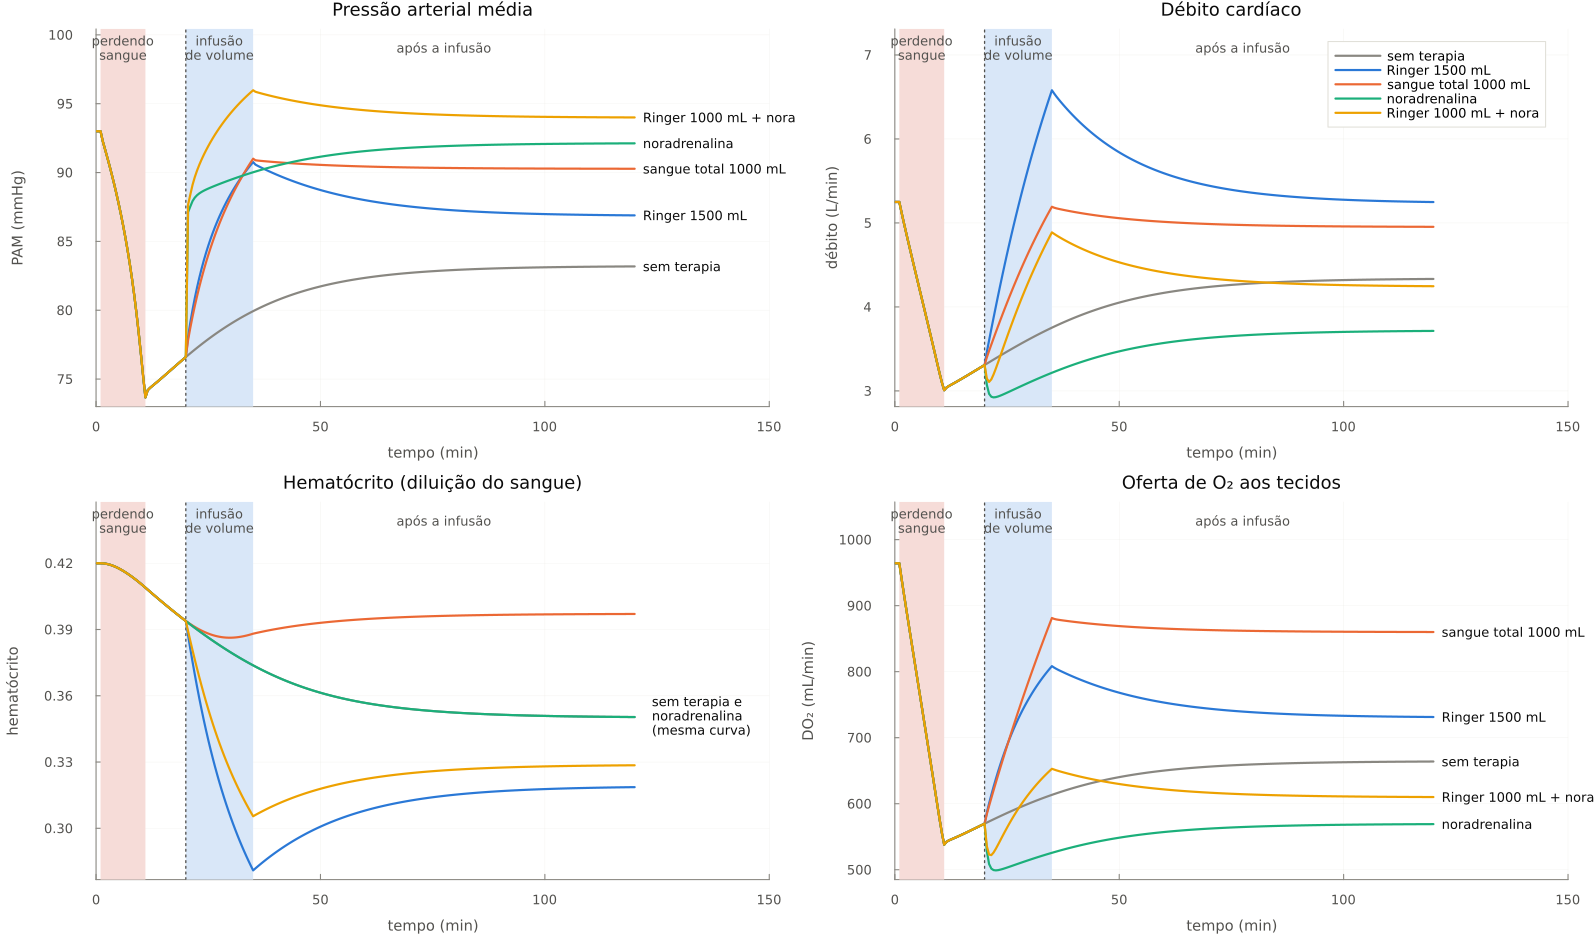 Pressão arterial média
perdendo
sangue
infusão
de volume
após a infusão
100
95
90
85
80
75
PAM (mmHg)
Ringer 1000 mL + nora
noradrenalina
sangue total 1000 mL
Ringer 1500 mL
sem terapia
0
50
100
150
tempo (min)
Débito cardíaco
perdendo
sangue
infusão
de volume
após a infusão
sem terapia
Ringer 1500 mL
sangue total 1000 mL
noradrenalina
Ringer 1000 mL + nora
7
6
5
4
3
débito (L/min)
0
50
100
150
tempo (min)
Hematócrito (diluição do sangue)
perdendo
sangue
infusão
de volume
após a infusão
0.42
0.39
0.36
0.33
0.30
hematócrito
sem terapia e
noradrenalina
(mesma curva)
0
50
100
150
tempo (min)
Oferta de O₂ aos tecidos
perdendo
sangue
infusão
de volume
após a infusão
1000
900
800
700
600
500
DO₂ (mL/min)
sangue total 1000 mL
Ringer 1500 mL
sem terapia
Ringer 1000 mL + nora
noradrenalina
0
50
100
150
tempo (min)